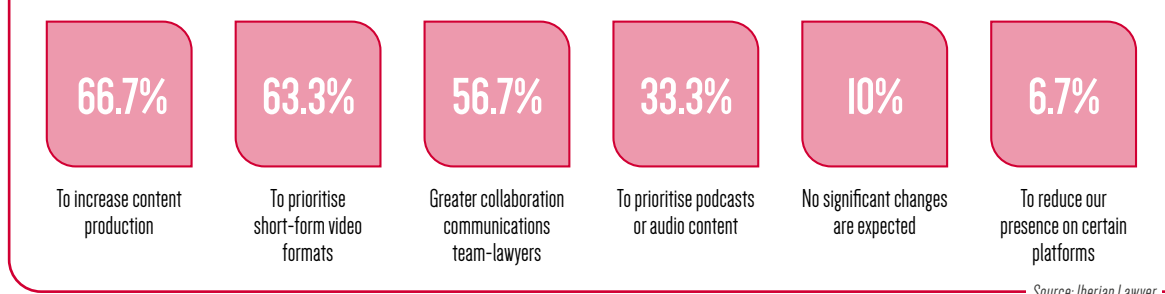 66.7%
63.3%
56.7%
33.3%
10%
6.7%
To increase content
production
To prioritise
short-form video
formats
Greater collaboration
communications
team-lawyers
To prioritise podcasts
or audio content
No significant changes
are expected
To reduce our
presence on certain
platforms
Source: Iberian Lawyer